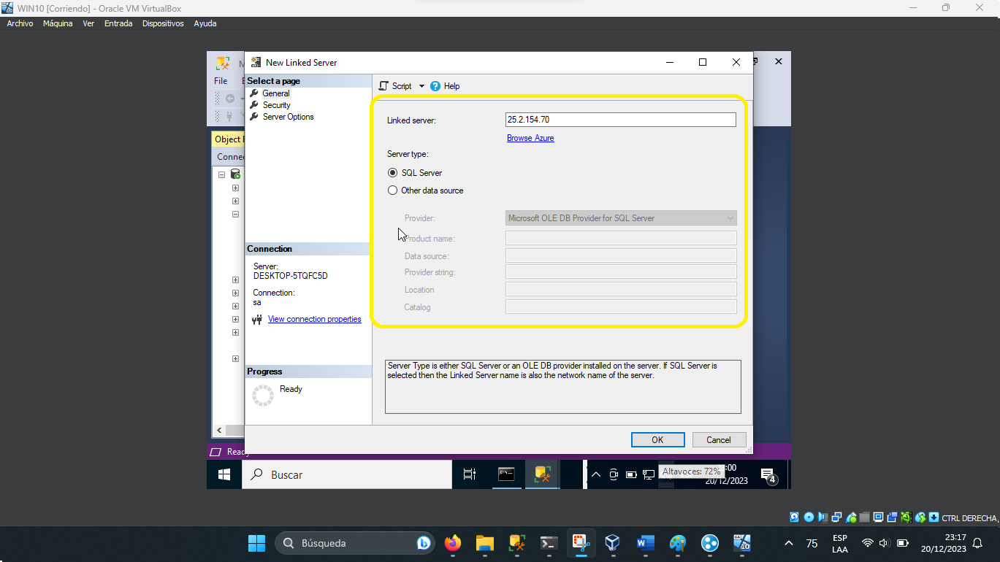 WIN10 [Corriendo] - Oracle VM VirtualBox
Archivo Máquina Ver Entrada Dispositivos Ayuda
New Linked Server
File
Select a page
General
Security
Server Options
Script Help
Linked server: 25.2.154.70
Browse Azure
Server type:
SQL Server
Other data source
Provider: Microsoft OLE DB Provider for SQL Server
Product name:
Data source:
Provider string:
Location
Catalog
Object
Connection
Server:
DESKTOP-5TQFC5D
Connection:
sa
View connection properties
Progress
Ready
Server Type is either SQL Server or an OLE DB provider installed on the server. If SQL Server is
selected then the Linked Server name is also the network name of the server.
OK Cancel
Buscar
Altavoces: 72%
:00
20/12/2023
4
CTRL DERECHA
Búsqueda
75
ESP
LAA
23:17
20/12/2023